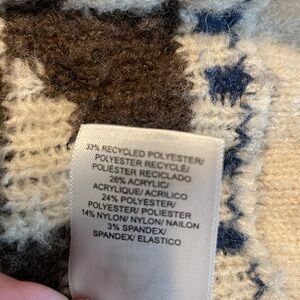 33% RECYCLED POLYESTER/
POLYESTER RECYCLÉ/
POLIESTER RECICLADO
26% ACRYLIC/
ACRYLIQUE/ACRILICO
24% POLYESTER/
POLYESTER/ POLIESTER
14% NYLON/ NYLON/ NAILON
3% SPANDEX/
SPANDEX/ ELASTICO